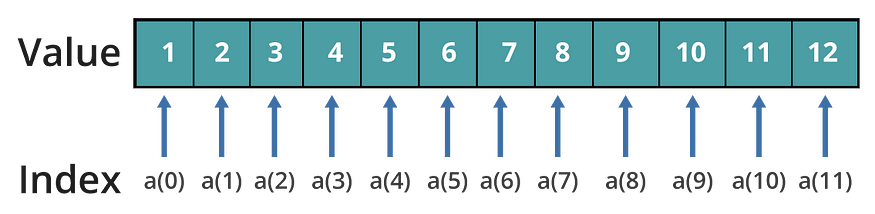 Value 1 2 3 4 5 6 7 8 9 10 11 12
Index a(0) a(1) a(2) a(3) a(4) a(5) a(6) a(7) a(8) a(9) a(10) a(11)